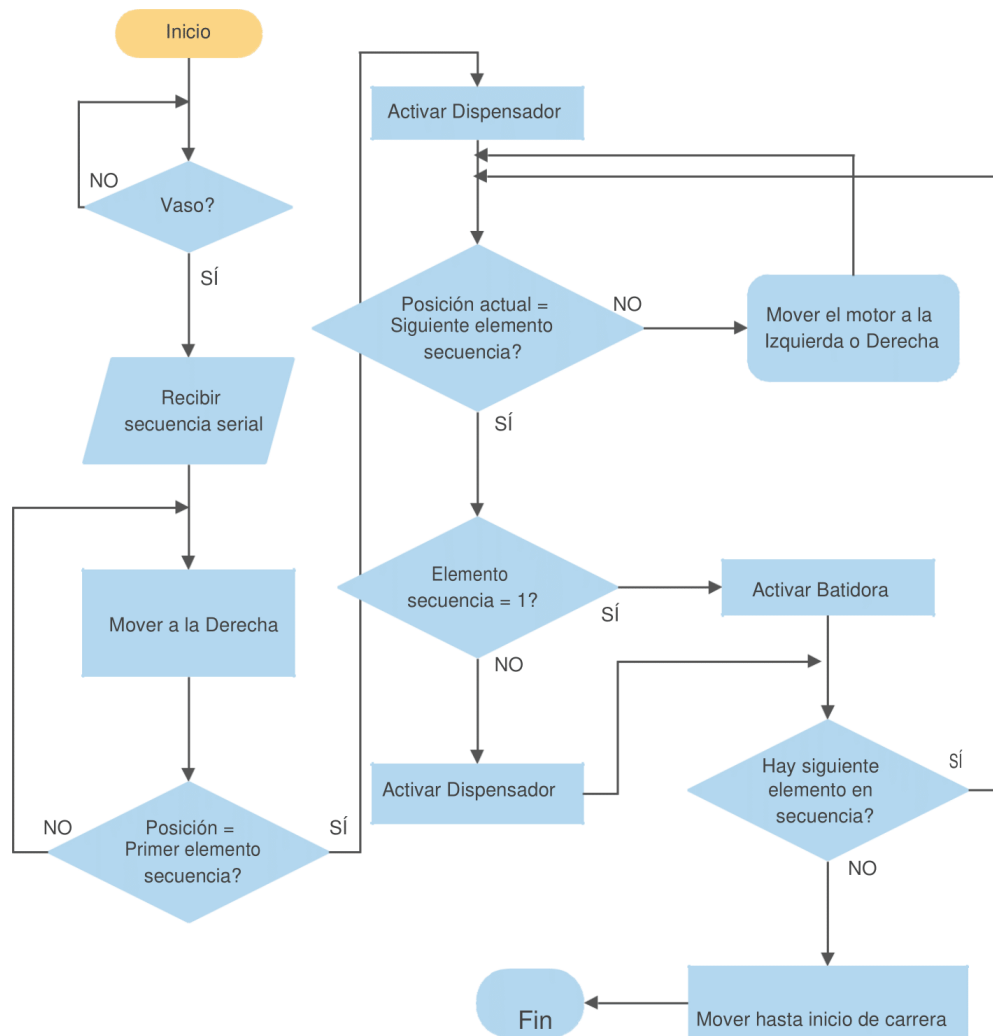 Inicio
NO
Vaso?
SÍ
Recibir
secuencia serial
Mover a la Derecha
NO
Posición =
Primer elemento
secuencia?
SÍ
Activar Dispensador
Posición actual =
Siguiente elemento
secuencia?
NO
Mover el motor a la
Izquierda o Derecha
SÍ
Elemento
secuencia = 1?
SÍ
Activar Batidora
NO
Activar Dispensador
Hay siguiente
elemento en
secuencia?
SÍ
NO
Mover hasta inicio de carrera
Fin